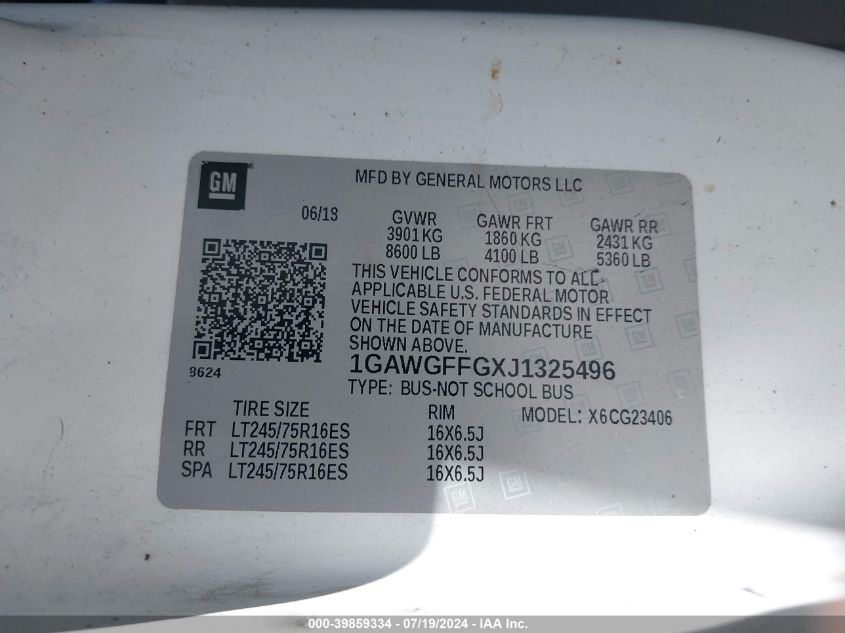 GM
MFD BY GENERAL MOTORS LLC
06/18
GVWR GAWR FRT GAWR RR
3901 KG 1860 KG 2431 KG
8600 LB 4100 LB 5360 LB
THIS VEHICLE CONFORMS TO ALL
APPLICABLE U.S. FEDERAL MOTOR
VEHICLE SAFETY STANDARDS IN EFFECT
ON THE DATE OF MANUFACTURE
SHOWN ABOVE.
1GAWGFFGXJ1325496
8624
TYPE: BUS-NOT SCHOOL BUS
TIRE SIZE RIM MODEL: X6CG23406
FRT LT245/75R16ES 16X6.5J
RR LT245/75R16ES 16X6.5J
SPA LT245/75R16ES 16X6.5J
000-39859334 - 07/19/2024 - IAA Inc.